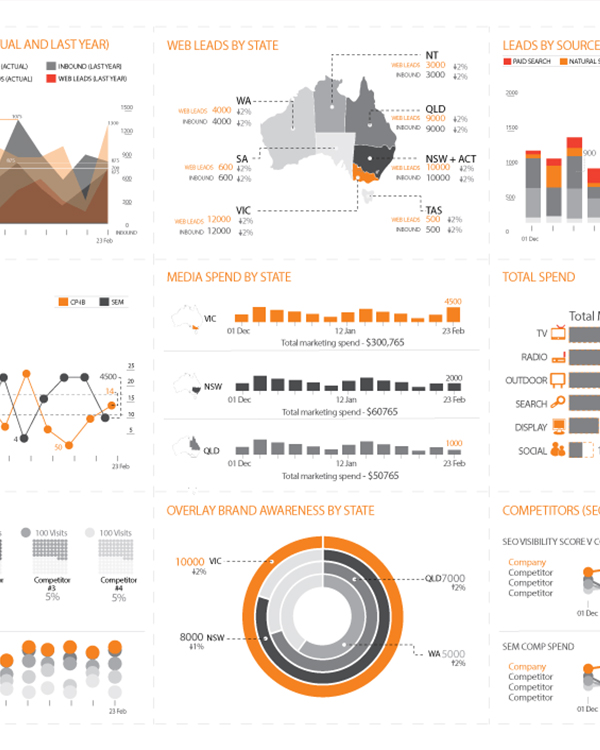 UAL AND LAST YEAR)
(ACTUAL)
INBOUND (LAST YEAR)
S (ACTUAL)
WEB LEADS (LAST YEAR)
1500
1200
900
600
300
0
INBOUND
23 Feb
WEB LEADS BY STATE
NT
WEB LEADS 3000 2%
INBOUND 3000 2%
WA
WEB LEADS 4000 2%
INBOUND 4000 2%
QLD
WEB LEADS 9000 2%
INBOUND 9000 2%
SA
WEB LEADS 600 2%
INBOUND 600 2%
NSW + ACT
WEB LEADS 10000 2%
INBOUND 10000 2%
VIC
WEB LEADS 12000 2%
INBOUND 12000 2%
TAS
WEB LEADS 500 2%
INBOUND 500 2%
LEADS BY SOURCE
PAID SEARCH
NATURAL S
2000
1500
1000
500
0
900
01 Dec
CP-IB
SEM
4500
14
4
50
25
20
15
10
5
23 Feb
MEDIA SPEND BY STATE
VIC
4500
01 Dec
12 Jan
23 Feb
Total marketing spend - $300,765
NSW
2000
01 Dec
12 Jan
23 Feb
Total marketing spend - $60765
QLD
1000
01 Dec
12 Jan
23 Feb
Total marketing spend - $50765
TOTAL SPEND
Total M
TV
RADIO
OUTDOOR
SEARCH
DISPLAY
SOCIAL
100 Visits
100 Visits
Competitor
#3
5%
Competitor
#4
5%
23 Feb
OVERLAY BRAND AWARENESS BY STATE
10000 VIC
2%
QLD 7000
2%
8000 NSW
1%
WA 5000
2%
COMPETITORS (SEO
SEO VISIBILITY SCORE V C
Company
Competitor
Competitor
Competitor
01 Dec
SEM COMP SPEND
Company
Competitor
Competitor
Competitor
01 Dec